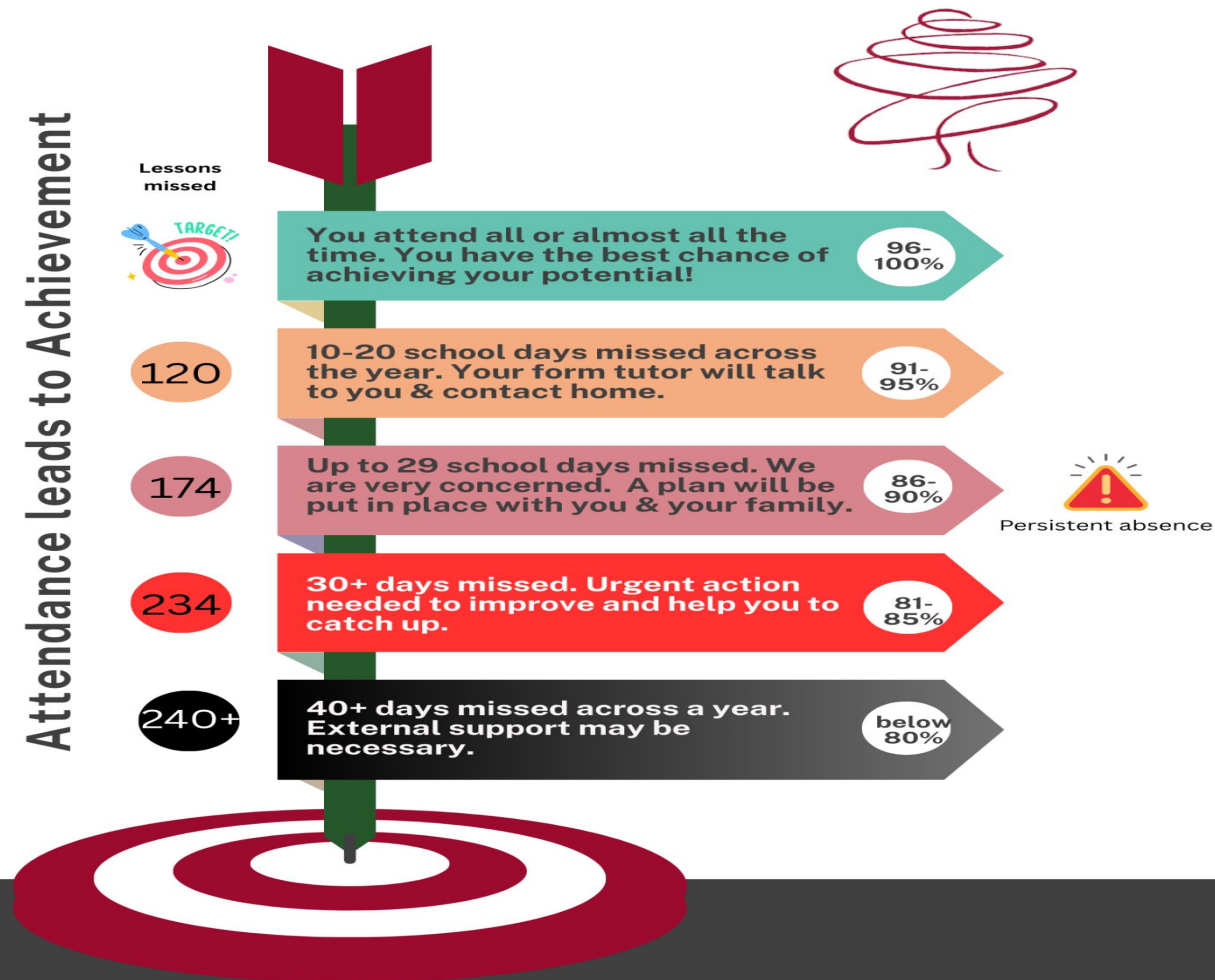 Attendance leads to Achievement
Lessons
missed
TARGET!
You attend all or almost all the
time. You have the best chance of
achieving your potential!
96-
100%
120
10-20 school days missed across
the year. Your form tutor will talk
to you & contact home.
91-
95%
174
Up to 29 school days missed. We
are very concerned. A plan will be
put in place with you & your family.
86-
90%
Persistent absence
234
30+ days missed. Urgent action
needed to improve and help you to
catch up.
81-
85%
240+
40+ days missed across a year.
External support may be
necessary.
below
80%